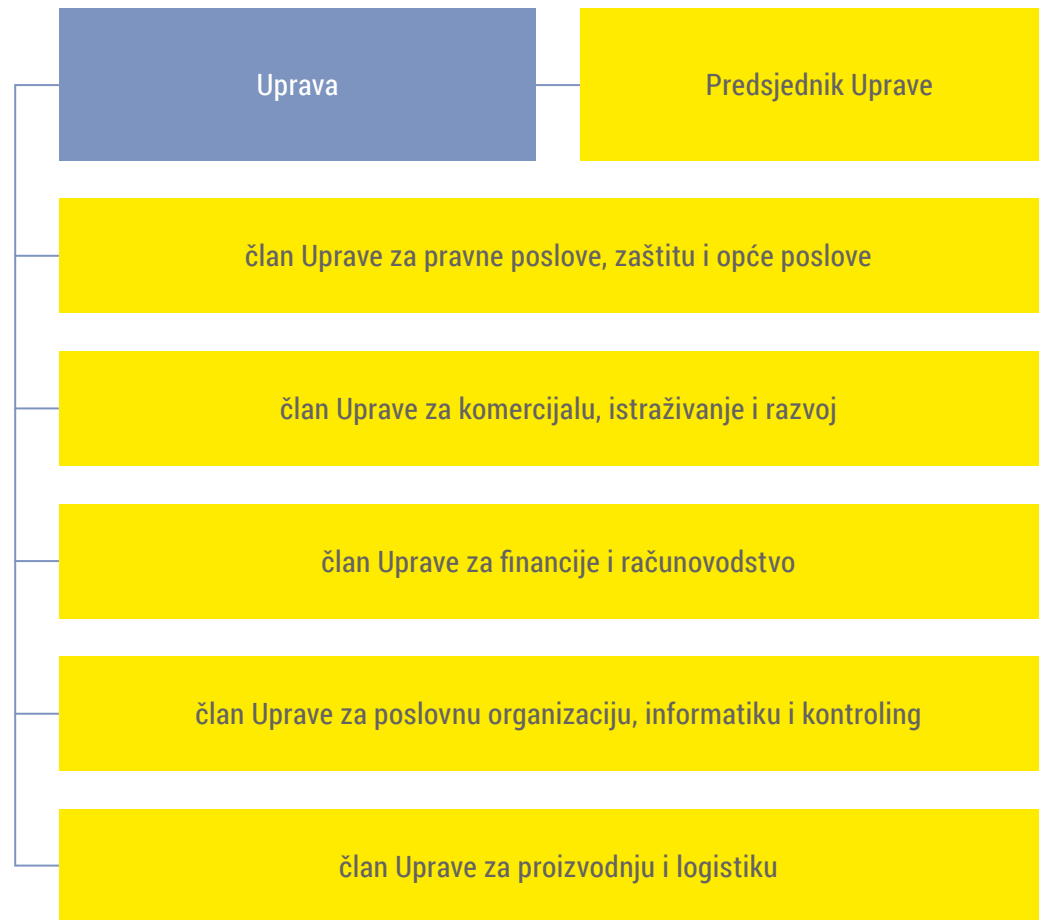 Uprava
Predsjednik Uprave
član Uprave za pravne poslove, zaštitu i opće poslove
član Uprave za komercijalu, istraživanje i razvoj
član Uprave za financije i računovodstvo
član Uprave za poslovnu organizaciju, informatiku i kontroling
član Uprave za proizvodnju i logistiku